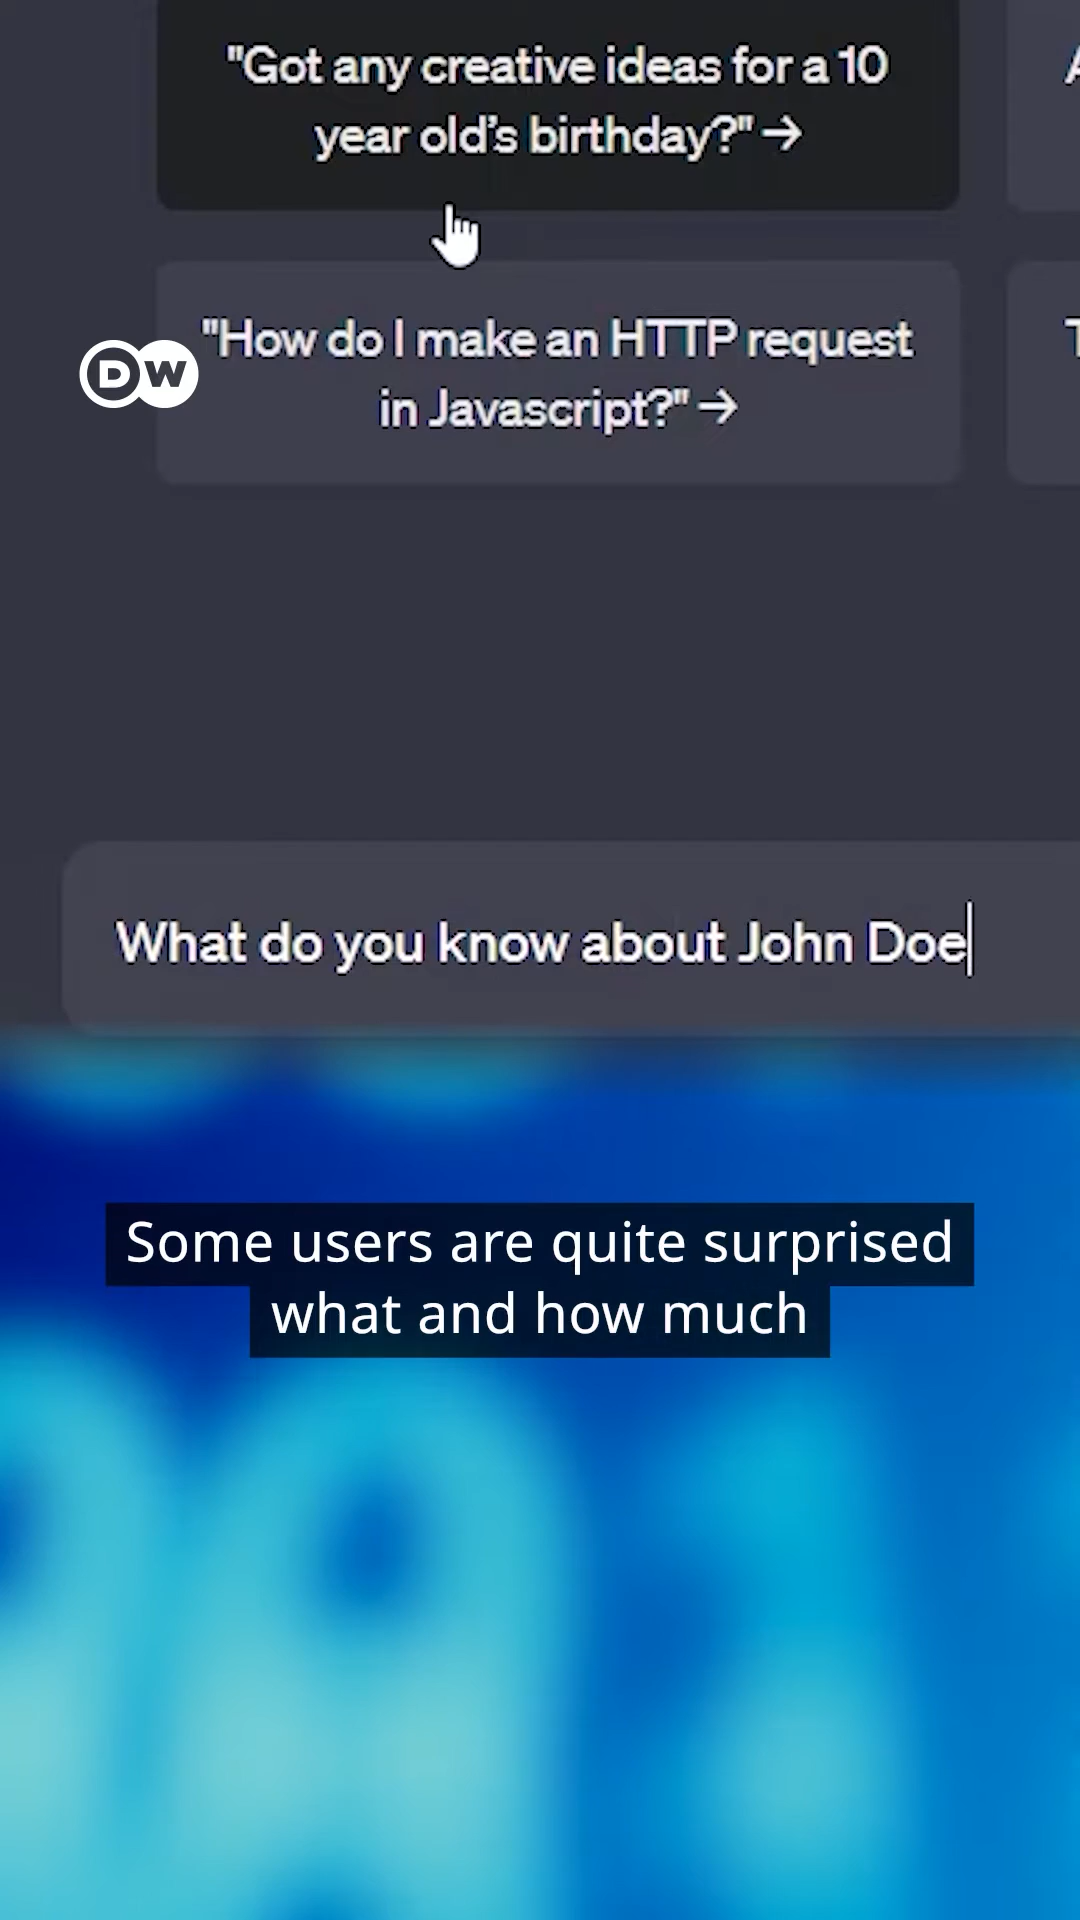 "Got any creative ideas for a 10
year old’s birthday?" →
"How do I make an HTTP request
in Javascript?" →
DW
What do you know about John Doe
Some users are quite surprised
what and how much